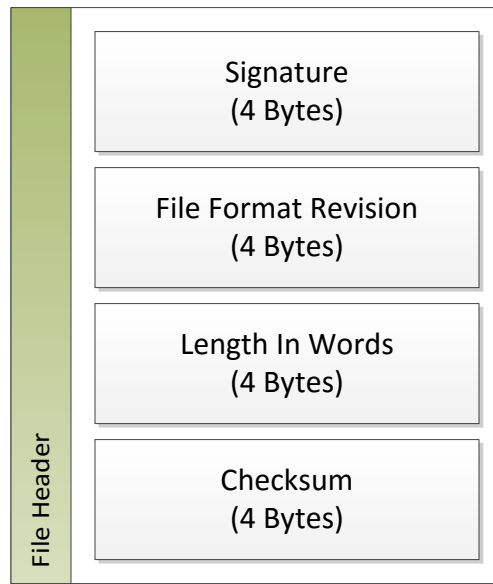 Signature
(4 Bytes)
File Format Revision
(4 Bytes)
Length In Words
(4 Bytes)
Checksum
(4 Bytes)
File Header